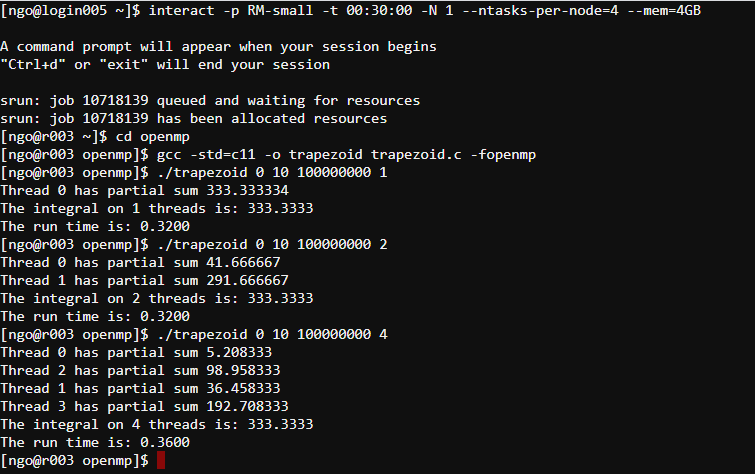 [ngo@login005 ~]$ interact -p RM-small -t 00:30:00 -N 1 --ntasks-per-node=4 --mem=4GB
A command prompt will appear when your session begins
"Ctrl+d" or "exit" will end your session
srun: job 10718139 queued and waiting for resources
srun: job 10718139 has been allocated resources
[ngo@r003 ~]$ cd openmp
[ngo@r003 openmp]$ gcc -std=c11 -o trapezoid trapezoid.c -fopenmp
[ngo@r003 openmp]$ ./trapezoid 0 10 100000000 1
Thread 0 has partial sum 333.333334
The integral on 1 threads is: 333.3333
The run time is: 0.3200
[ngo@r003 openmp]$ ./trapezoid 0 10 100000000 2
Thread 0 has partial sum 41.666667
Thread 1 has partial sum 291.666667
The integral on 2 threads is: 333.3333
The run time is: 0.3200
[ngo@r003 openmp]$ ./trapezoid 0 10 100000000 4
Thread 0 has partial sum 5.208333
Thread 2 has partial sum 98.958333
Thread 1 has partial sum 36.458333
Thread 3 has partial sum 192.708333
The integral on 4 threads is: 333.3333
The run time is: 0.3600
[ngo@r003 openmp]$